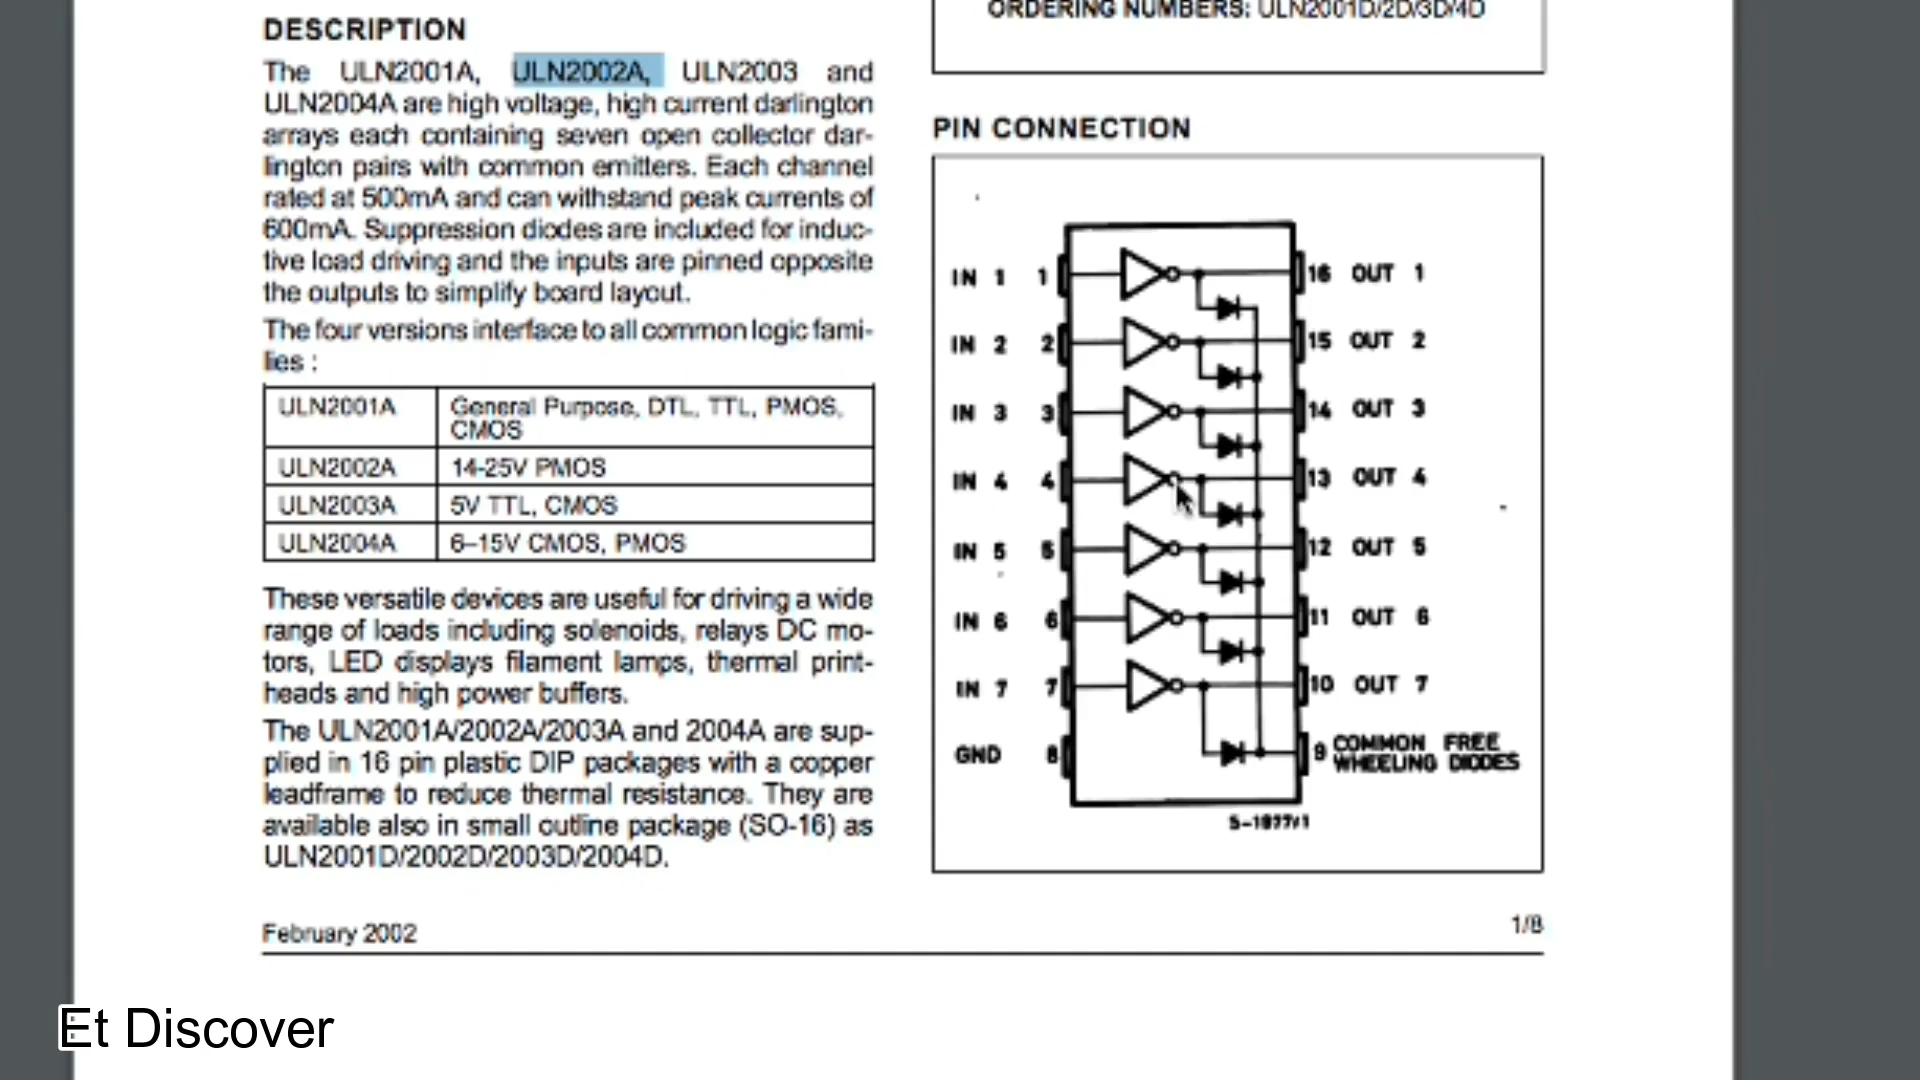 ORDERING NUMBERS: ULN2001D/2D/3D/4D
DESCRIPTION
The ULN2001A, ULN2002A, ULN2003 and
ULN2004A are high voltage, high current darlington
arrays each containing seven open collector dar-
lington pairs with common emitters. Each channel
rated at 500mA and can withstand peak currents of
600mA. Suppression diodes are included for induc-
tive load driving and the inputs are pinned opposite
the outputs to simplify board layout.
The four versions interface to all common logic fami-
lies :
ULN2001A General Purpose, DTL, TTL, PMOS,
CMOS
ULN2002A 14-25V PMOS
ULN2003A 5V TTL, CMOS
ULN2004A 6–15V CMOS, PMOS
These versatile devices are useful for driving a wide
range of loads including solenoids, relays DC mo-
tors, LED displays filament lamps, thermal print-
heads and high power buffers.
The ULN2001A/2002A/2003A and 2004A are sup-
plied in 16 pin plastic DIP packages with a copper
leadframe to reduce thermal resistance. They are
available also in small outline package (SO-16) as
ULN2001D/2002D/2003D/2004D.
PIN CONNECTION
IN 1 1 16 OUT 1
IN 2 2 15 OUT 2
IN 3 3 14 OUT 3
IN 4 4 13 OUT 4
IN 5 5 12 OUT 5
IN 6 6 11 OUT 6
IN 7 7 10 OUT 7
GND 8 9 COMMON FREE
WHEELING DIODES
S-1977/1
February 2002 1/8
Et Discover